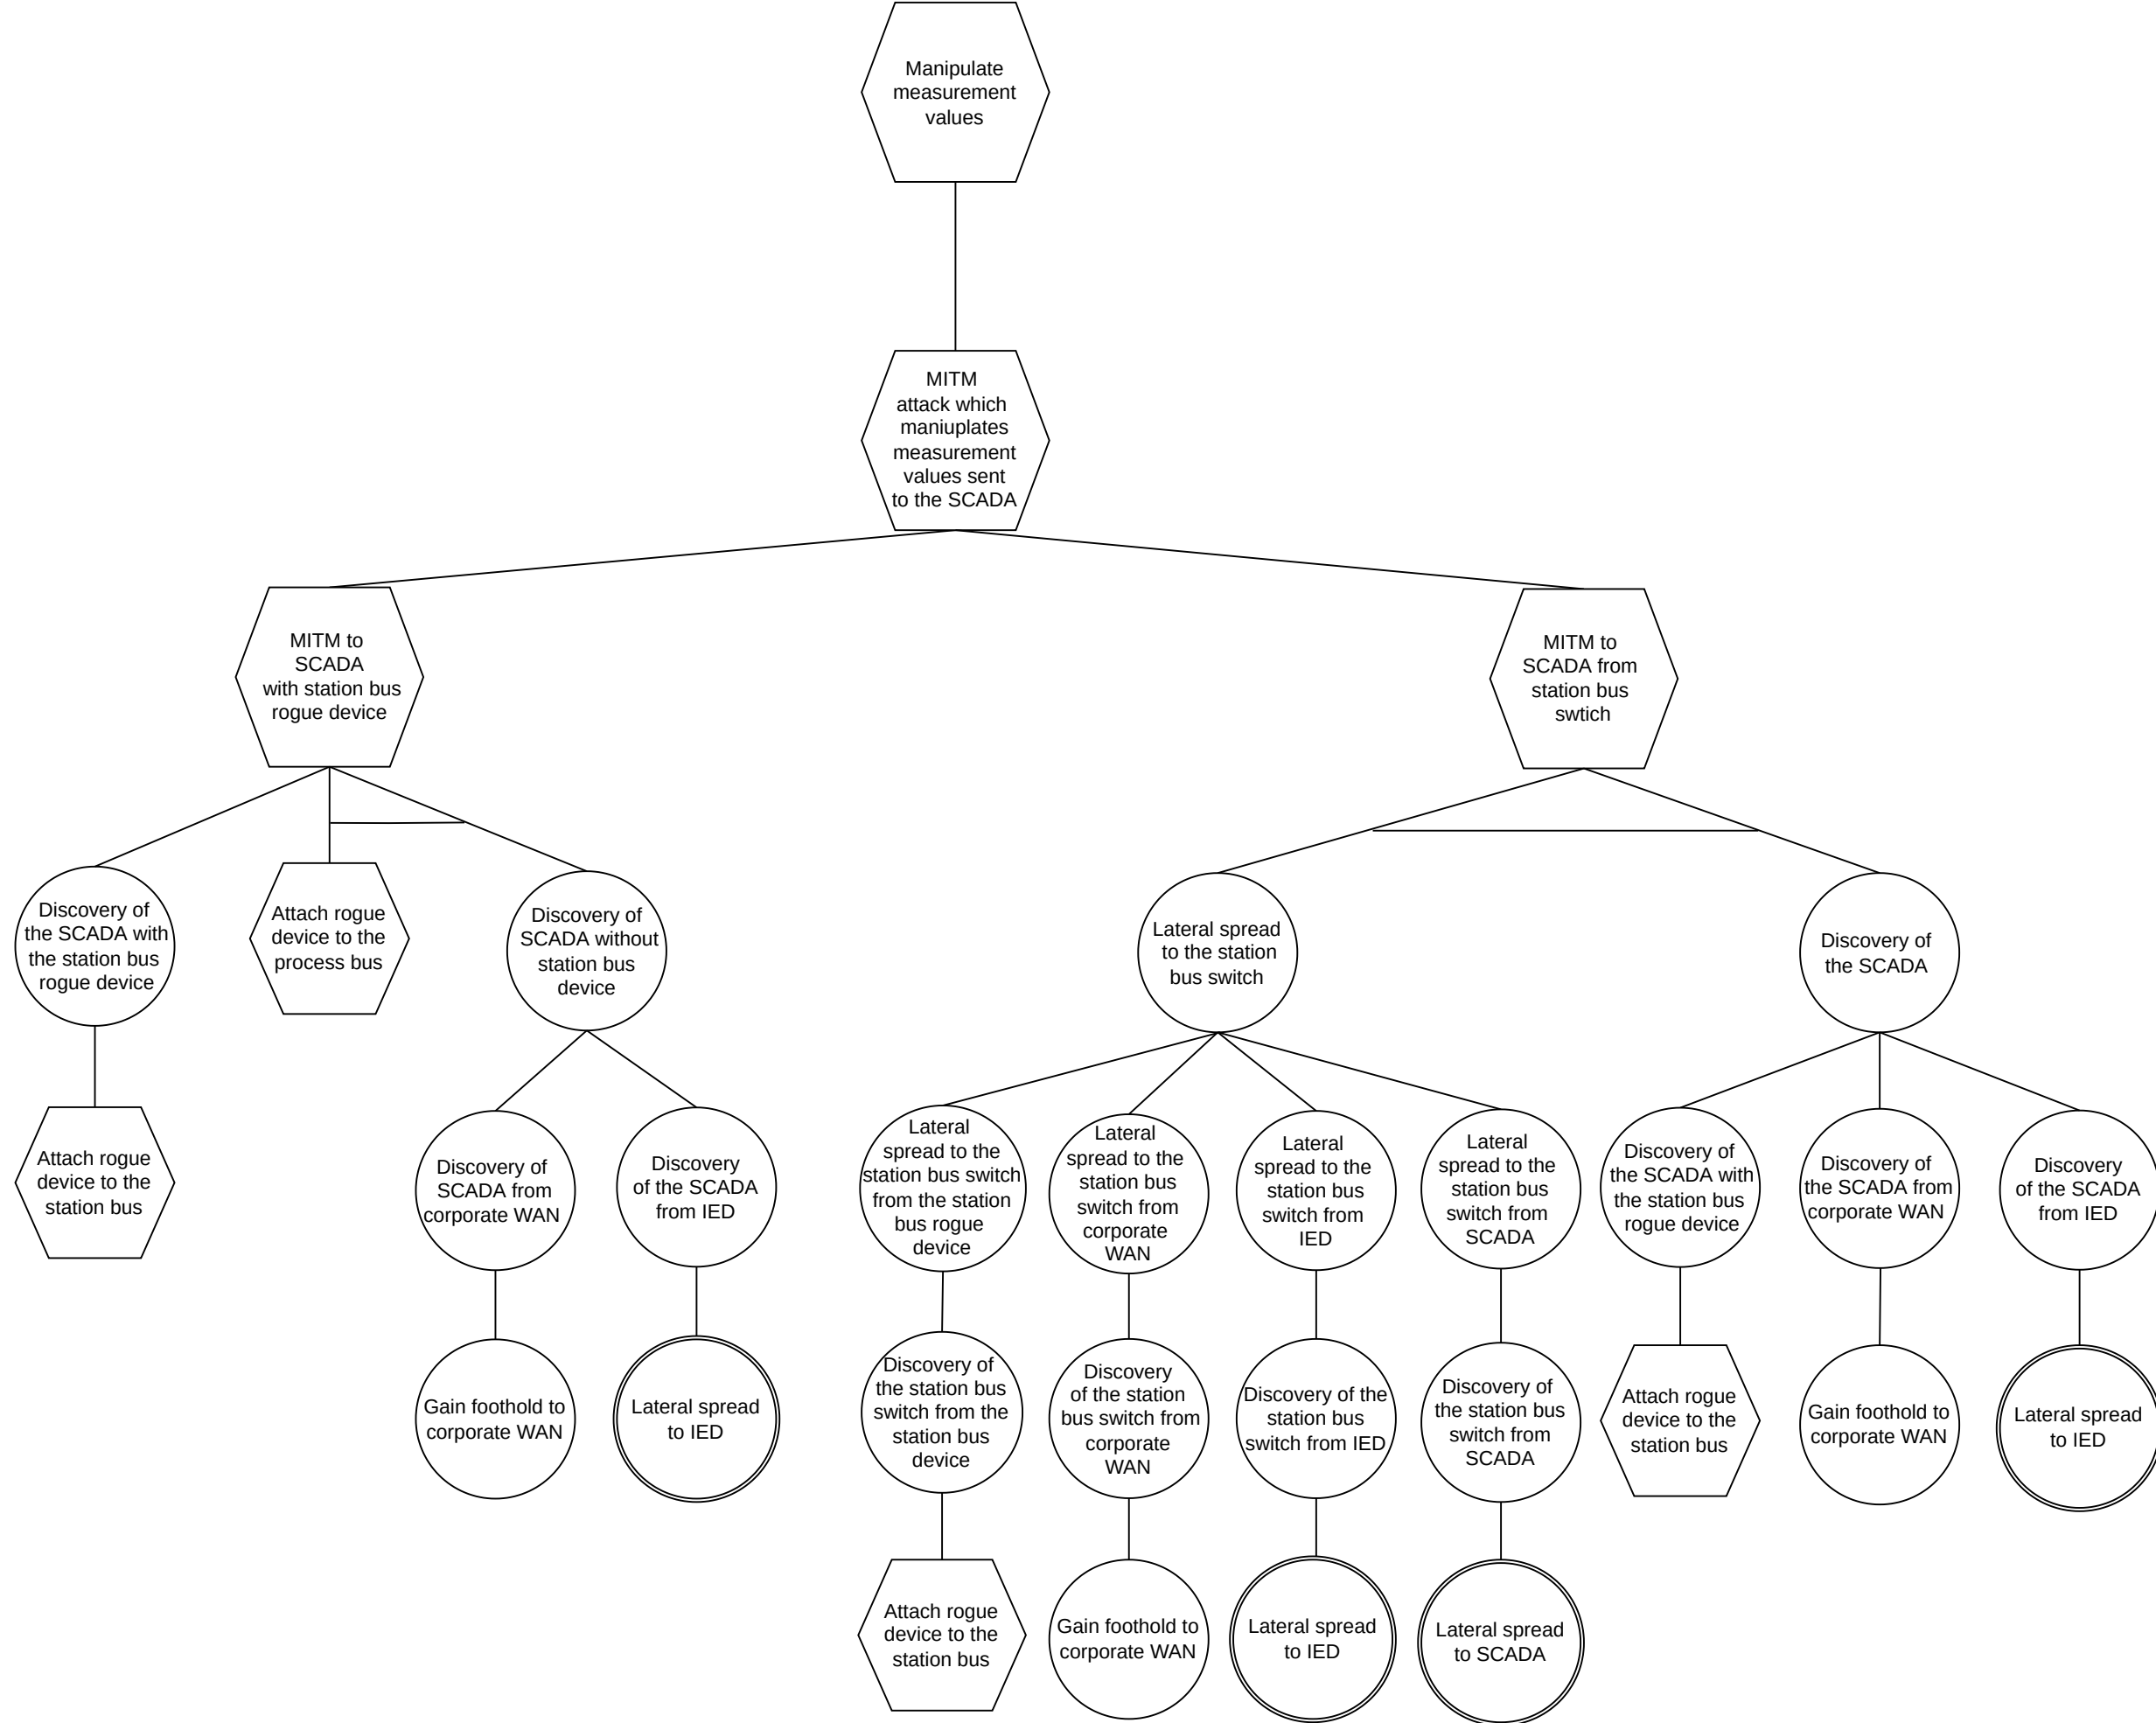 Manipulate
measurement
values
MITM
attack which
maniuplates
measurement
values sent
to the SCADA
MITM to
SCADA
with station bus
rogue device
MITM to
SCADA from
station bus
swtich
Discovery of
the SCADA with
the station bus
rogue device
Attach rogue
device to the
process bus
Discovery of
SCADA without
station bus
device
Lateral spread
to the station
bus switch
Discovery of
the SCADA
Attach rogue
device to the
station bus
Discovery of
SCADA from
corporate WAN
Discovery
of the SCADA
from IED
Lateral
spread to the
station bus switch
from the station
bus rogue
device
Lateral
spread to the
station bus
switch from
corporate
WAN
Lateral
spread to the
station bus
switch from
IED
Lateral
spread to the
station bus
switch from
SCADA
Discovery of
the SCADA with
the station bus
rogue device
Discovery of
the SCADA from
corporate WAN
Discovery
of the SCADA
from IED
Gain foothold to
corporate WAN
Lateral spread
to IED
Discovery of
the station bus
switch from the
station bus
device
Discovery
of the station
bus switch from
corporate
WAN
Discovery of the
station bus
switch from IED
Discovery of
the station bus
switch from
SCADA
Attach rogue
device to the
station bus
Gain foothold to
corporate WAN
Lateral spread
to IED
Attach rogue
device to the
station bus
Gain foothold to
corporate WAN
Lateral spread
to IED
Lateral spread
to SCADA